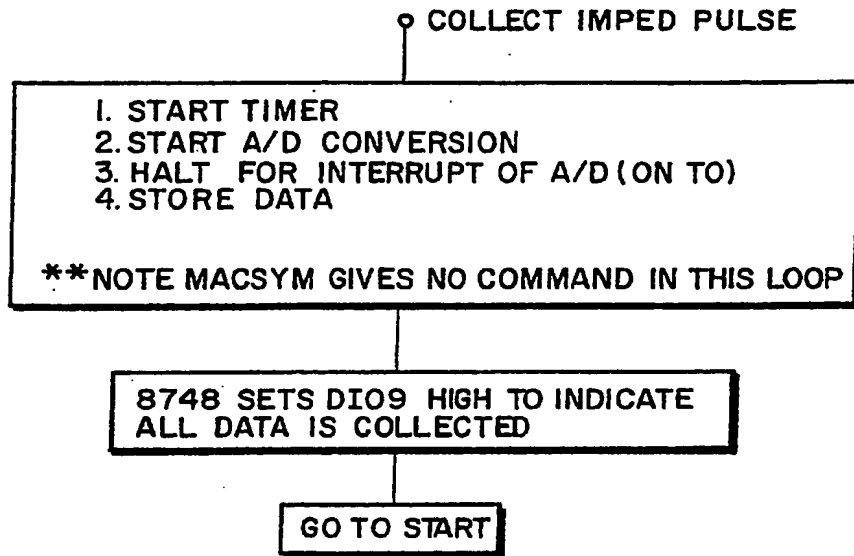 COLLECT IMPED PULSE
1. START TIMER
2. START A/D CONVERSION
3. HALT FOR INTERRUPT OF A/D (ON TO)
4. STORE DATA
**NOTE MACSYM GIVES NO COMMAND IN THIS LOOP
8748 SETS DIO9 HIGH TO INDICATE
ALL DATA IS COLLECTED
GO TO START